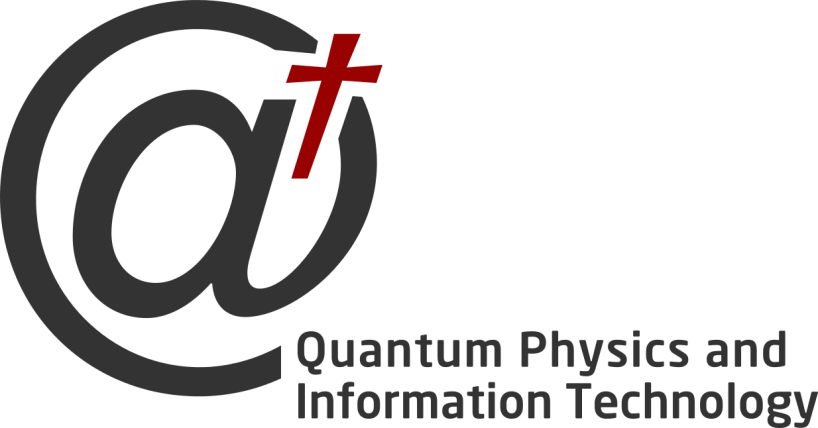 @†
Quantum Physics and
Information Technology